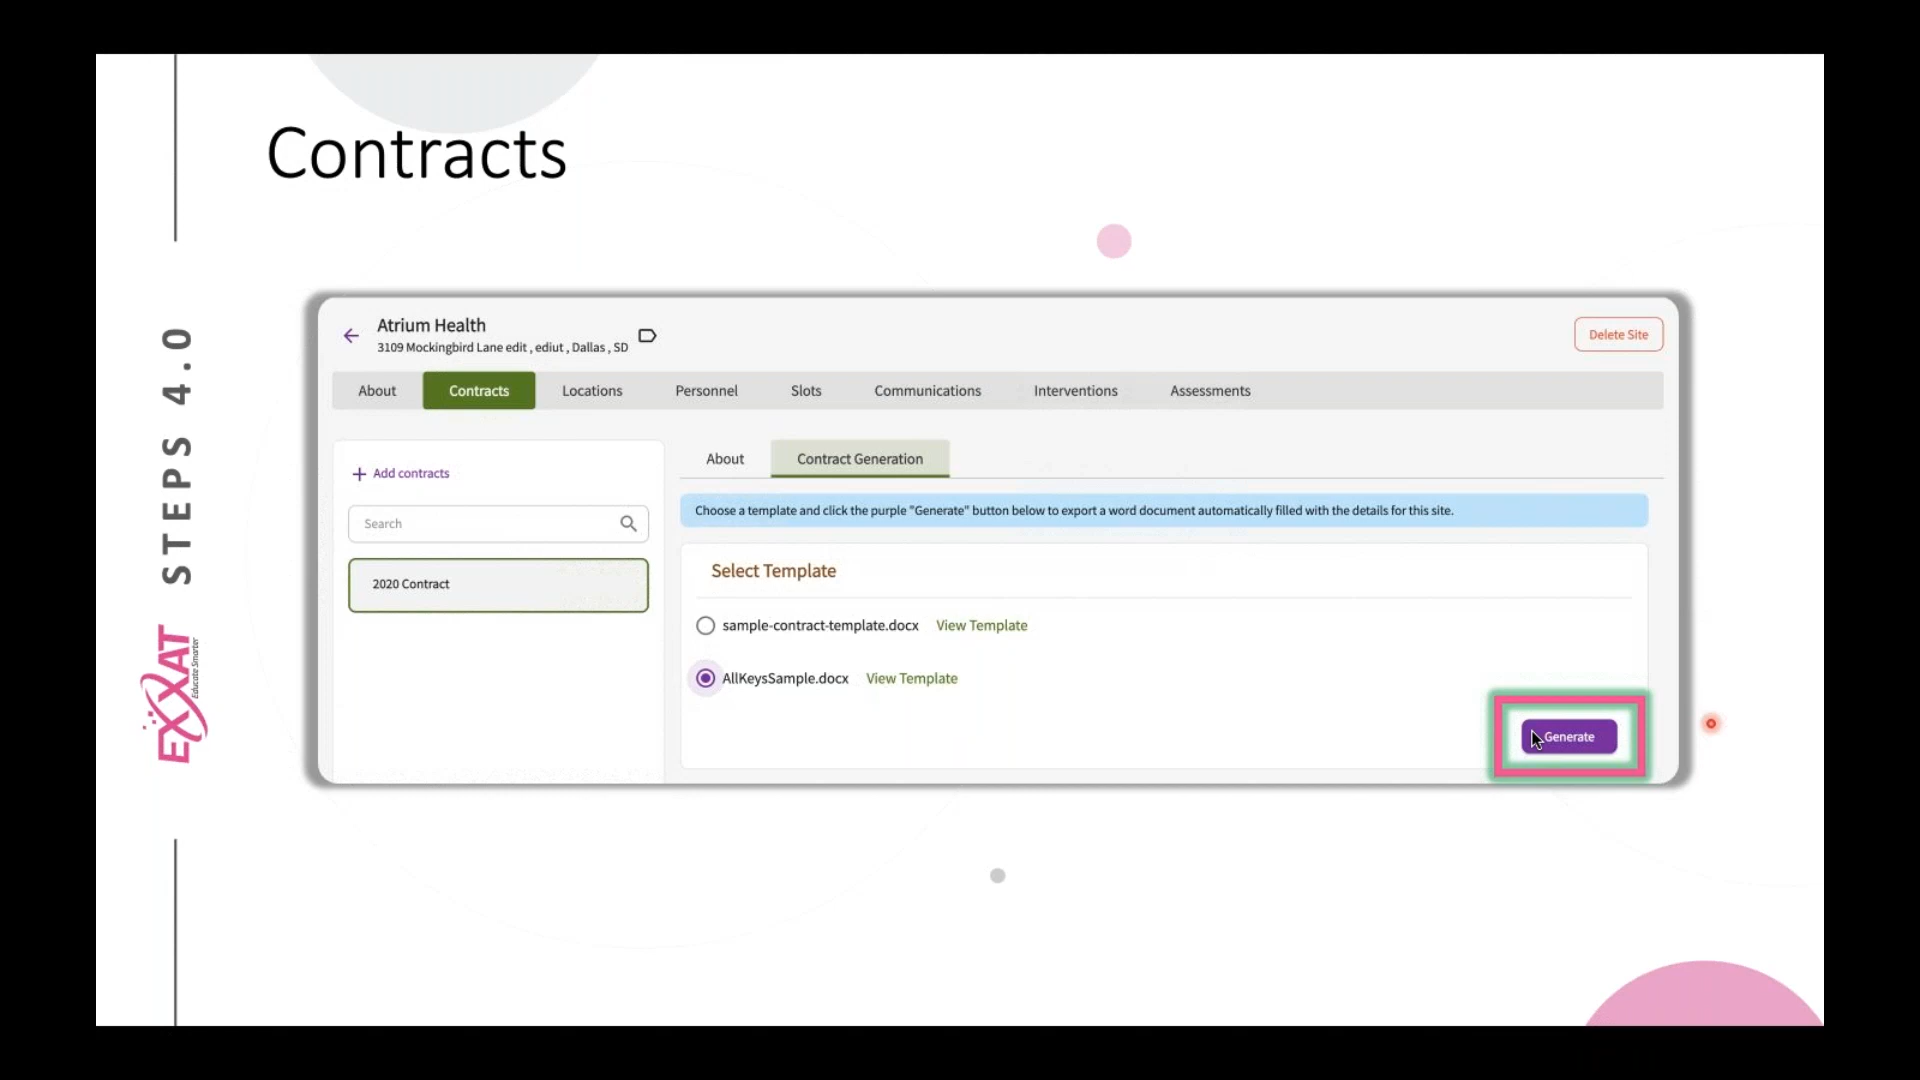 Contracts
STEPS 4.0
EXXAT
Educate Smarter
Atrium Health
3109 Mockingbird Lane edit , ediut , Dallas , SD
Delete Site
About Contracts Locations Personnel Slots Communications Interventions Assessments
Add contracts
Search
2020 Contract
About Contract Generation
Choose a template and click the purple "Generate" button below to export a word document automatically filled with the details for this site.
Select Template
sample-contract-template.docx View Template
AllKeysSample.docx View Template
Generate